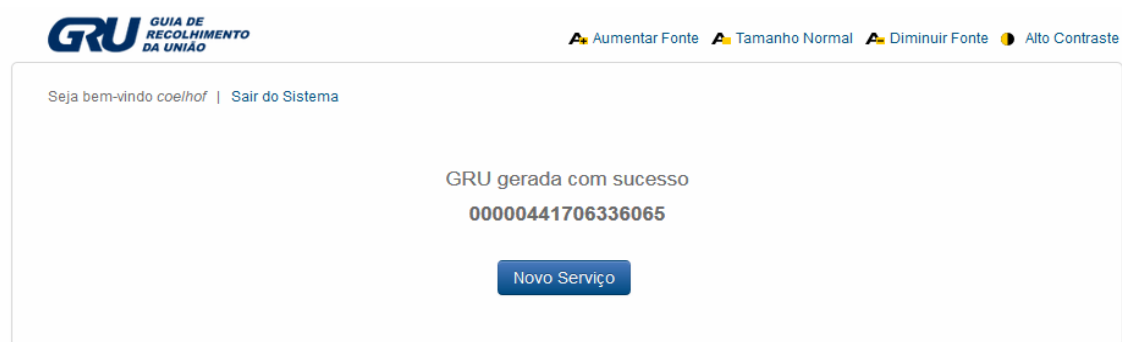 GRU GUIA DE
RECOLHIMENTO
DA UNIÃO
A+ Aumentar Fonte A- Tamanho Normal A- Diminuir Fonte Alto Contraste
Seja bem-vindo coelhof | Sair do Sistema
GRU gerada com sucesso
00000441706336065
Novo Serviço